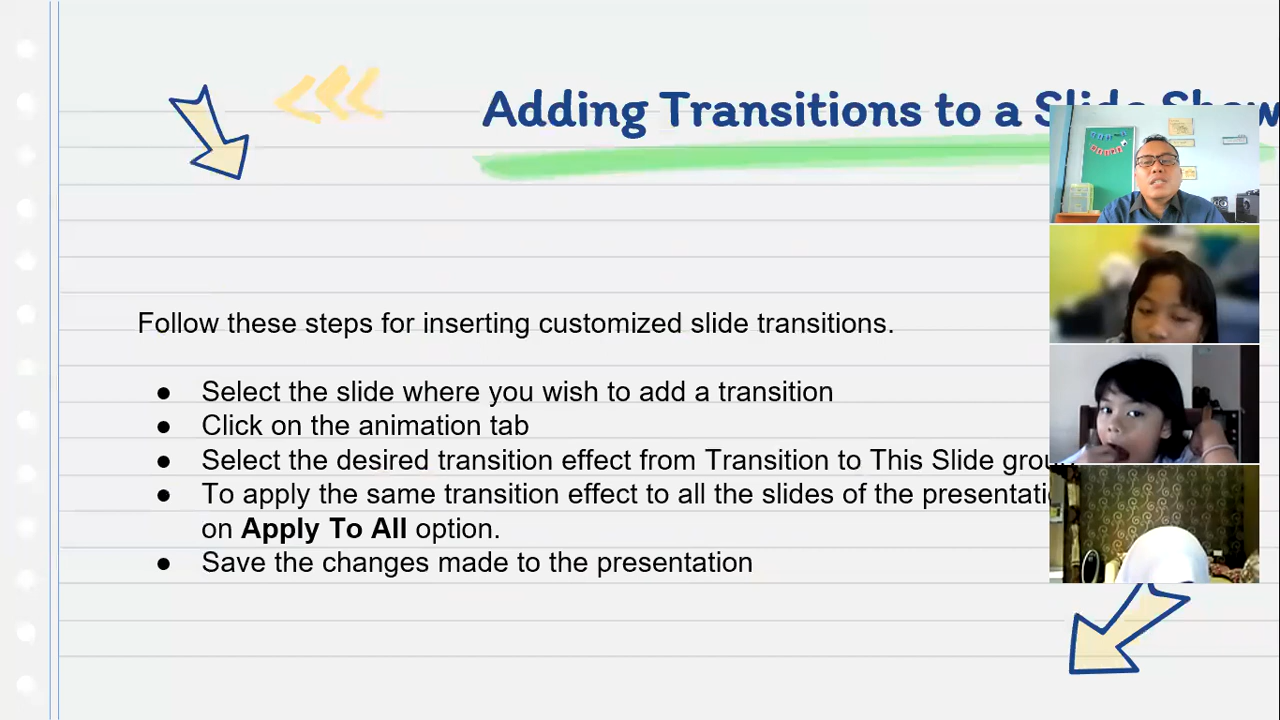 Adding Transitions to a Slide Show
Follow these steps for inserting customized slide transitions.
● Select the slide where you wish to add a transition
● Click on the animation tab
● Select the desired transition effect from Transition to This Slide group
● To apply the same transition effect to all the slides of the
on Apply To All option.
● Save the changes made to the presentation